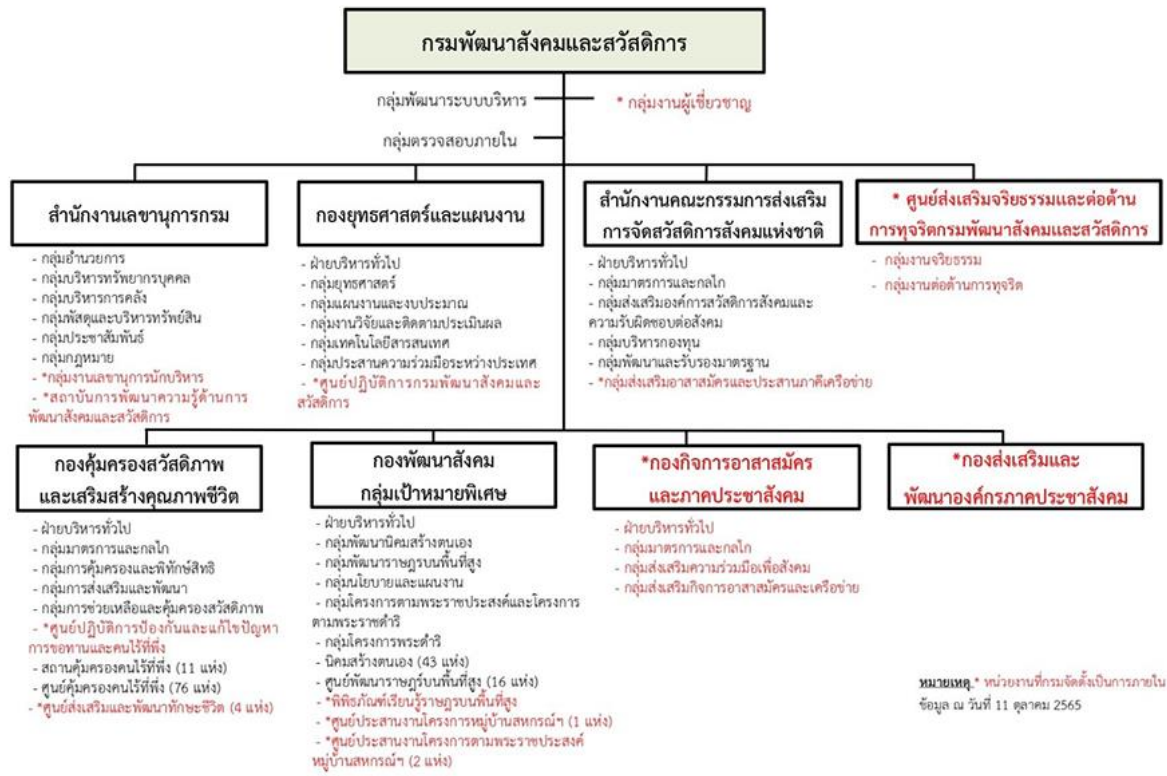 กรมพัฒนาสังคมและสวัสดิการ
กลุ่มพัฒนาระบบบริหาร
* กลุ่มงานผู้เชี่ยวชาญ
กลุ่มตรวจสอบภายใน
สำนักงานเลขานุการกรม
- กลุ่มอำนวยการ
- กลุ่มบริหารทรัพยากรบุคคล
- กลุ่มบริหารการคลัง
- กลุ่มพัสดุและบริหารทรัพย์สิน
- กลุ่มประชาสัมพันธ์
- กลุ่มกฎหมาย
- *กลุ่มงานเลขานุการนักบริหาร
- *สถาบันการพัฒนาความรู้ด้านการ
พัฒนาสังคมและสวัสดิการ
กองยุทธศาสตร์และแผนงาน
- ฝ่ายบริหารทั่วไป
- กลุ่มยุทธศาสตร์
- กลุ่มแผนงานและงบประมาณ
- กลุ่มงานวิจัยและติดตามประเมินผล
- กลุ่มเทคโนโลยีสารสนเทศ
- กลุ่มประสานความร่วมมือระหว่างประเทศ
- *ศูนย์ปฏิบัติการกรมพัฒนาสังคมและ
สวัสดิการ
สำนักงานคณะกรรมการส่งเสริม
การจัดสวัสดิการสังคมแห่งชาติ
- ฝ่ายบริหารทั่วไป
- กลุ่มมาตรการและกลไก
- กลุ่มส่งเสริมองค์การสวัสดิการสังคมและ
ความรับผิดชอบต่อสังคม
- กลุ่มบริหารกองทุน
- กลุ่มพัฒนาและรับรองมาตรฐาน
- *กลุ่มส่งเสริมอาสาสมัครและประสานภาคีเครือข่าย
* ศูนย์ส่งเสริมจริยธรรมและต่อต้าน
การทุจริตกรมพัฒนาสังคมและสวัสดิการ
- กลุ่มงานจริยธรรม
- กลุ่มงานต่อต้านการทุจริต
กองคุ้มครองสวัสดิภาพ
และเสริมสร้างคุณภาพชีวิต
- ฝ่ายบริหารทั่วไป
- กลุ่มมาตรการและกลไก
- กลุ่มการคุ้มครองและพิทักษ์สิทธิ
- กลุ่มการส่งเสริมและพัฒนา
- กลุ่มการช่วยเหลือและคุ้มครองสวัสดิภาพ
- *ศูนย์ปฏิบัติการป้องกันและแก้ไขปัญหา
การขอทานและคนไร้ที่พึ่ง
- สถานคุ้มครองคนไร้ที่พึ่ง (11 แห่ง)
- ศูนย์คุ้มครองคนไร้ที่พึ่ง (76 แห่ง)
- *ศูนย์ส่งเสริมและพัฒนาทักษะชีวิต (4 แห่ง)
กองพัฒนาสังคม
กลุ่มเป้าหมายพิเศษ
- ฝ่ายบริหารทั่วไป
- กลุ่มพัฒนานิคมสร้างตนเอง
- กลุ่มพัฒนาราษฎรบนพื้นที่สูง
- กลุ่มนโยบายและแผนงาน
- กลุ่มโครงการตามพระราชประสงค์และโครงการ
ตามพระราชดำริ
- กลุ่มโครงการพระดำริ
- นิคมสร้างตนเอง (43 แห่ง)
- ศูนย์พัฒนาราษฎรบนพื้นที่สูง (16 แห่ง)
- *พิพิธภัณฑ์เรียนรู้ราษฎรบนพื้นที่สูง
- *ศูนย์ประสานงานโครงการหมู่บ้านสหกรณ์ฯ (1 แห่ง)
- *ศูนย์ประสานงานโครงการตามพระราชประสงค์
หมู่บ้านสหกรณ์ฯ (2 แห่ง)
*กองกิจการอาสาสมัคร
และภาคประชาสังคม
- ฝ่ายบริหารทั่วไป
- กลุ่มมาตรการและกลไก
- กลุ่มส่งเสริมความร่วมมือเพื่อสังคม
- กลุ่มส่งเสริมกิจการอาสาสมัครและเครือข่าย
*กองส่งเสริมและ
พัฒนาองค์กรภาคประชาสังคม
หมายเหตุ * หน่วยงานที่กรมจัดตั้งเป็นการภายใน
ข้อมูล ณ วันที่ 11 ตุลาคม 2565